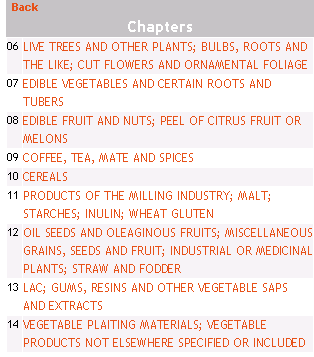 Back
Chapters
06 LIVE TREES AND OTHER PLANTS; BULBS, ROOTS AND
THE LIKE; CUT FLOWERS AND ORNAMENTAL FOLIAGE
07 EDIBLE VEGETABLES AND CERTAIN ROOTS AND
TUBERS
08 EDIBLE FRUIT AND NUTS; PEEL OF CITRUS FRUIT OR
MELONS
09 COFFEE, TEA, MATE AND SPICES
10 CEREALS
11 PRODUCTS OF THE MILLING INDUSTRY; MALT;
STARCHES; INULIN; WHEAT GLUTEN
12 OIL SEEDS AND OLEAGINOUS FRUITS; MISCELLANEOUS
GRAINS, SEEDS AND FRUIT; INDUSTRIAL OR MEDICINAL
PLANTS; STRAW AND FODDER
13 LAC; GUMS, RESINS AND OTHER VEGETABLE SAPS
AND EXTRACTS
14 VEGETABLE PLAITING MATERIALS; VEGETABLE
PRODUCTS NOT ELSEWHERE SPECIFIED OR INCLUDED